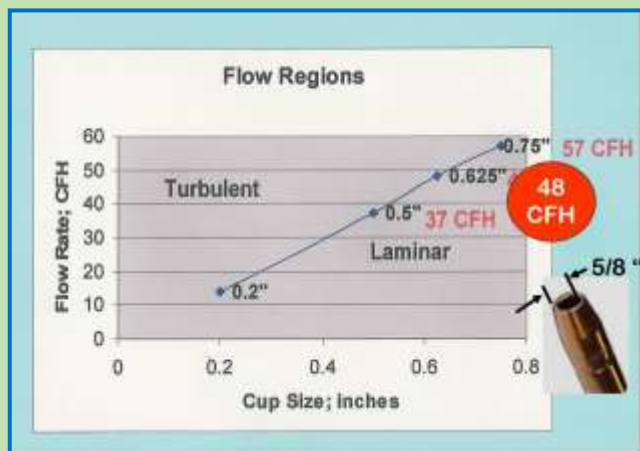 Flow Regions
60
50
40
30
20
10
0
Flow Rate; CFH
Turbulent
Laminar
0.75" 57 CFH
0.625"
48
CFH
0.5" 37 CFH
0.2"
5/8 "
0 0.2 0.4 0.6 0.8
Cup Size; inches